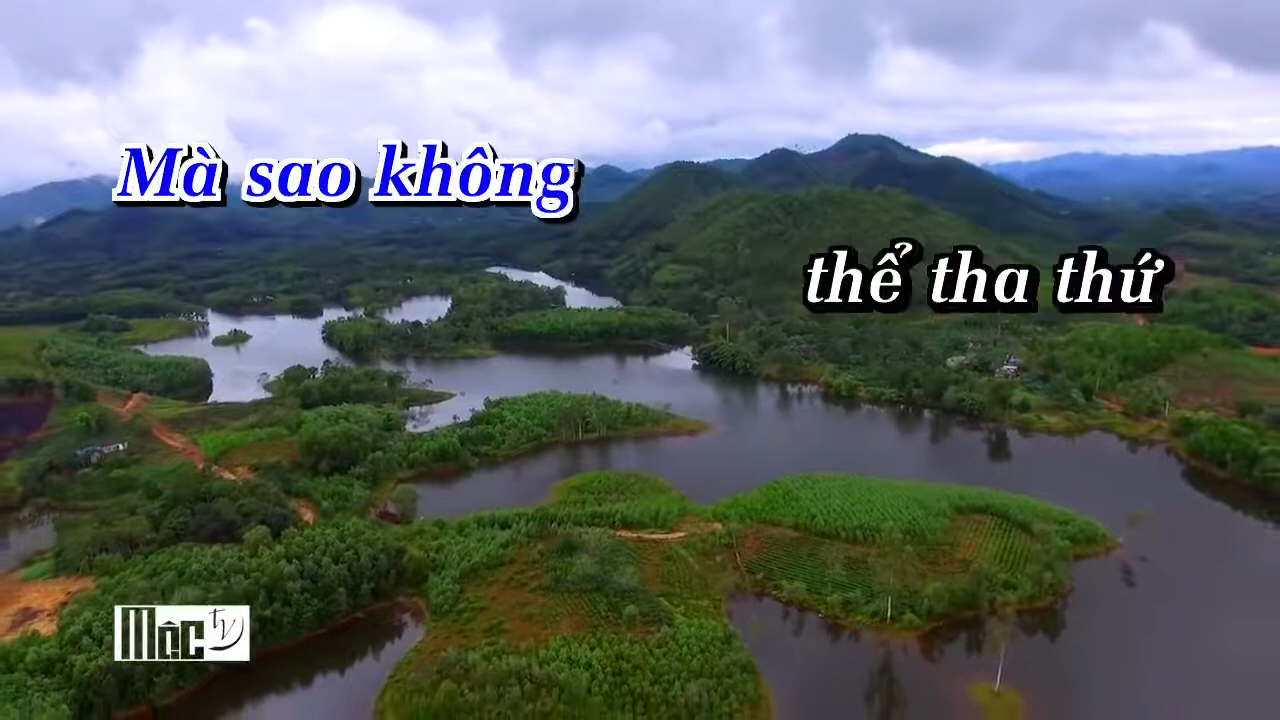 Mà sao không
thể tha thứ
Mộc tv